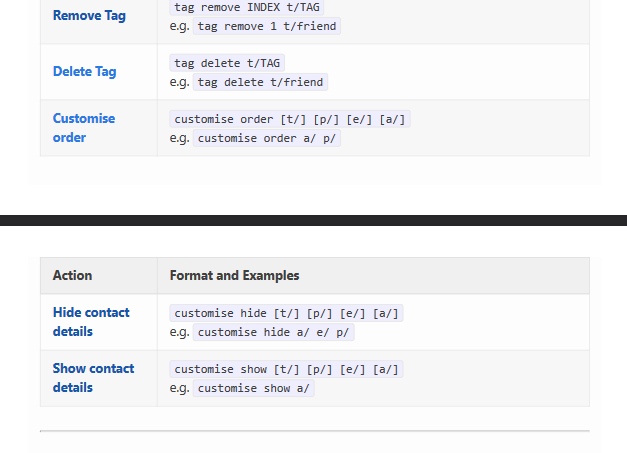 Remove Tag
tag remove INDEX t/TAG
e.g. tag remove 1 t/friend
Delete Tag
tag delete t/TAG
e.g. tag delete t/friend
Customise
order
customise order [t/] [p/] [e/] [a/]
e.g. customise order a/ p/
Action
Format and Examples
Hide contact
details
customise hide [t/] [p/] [e/] [a/]
e.g. customise hide a/ e/ p/
Show contact
details
customise show [t/] [p/] [e/] [a/]
e.g. customise show a/